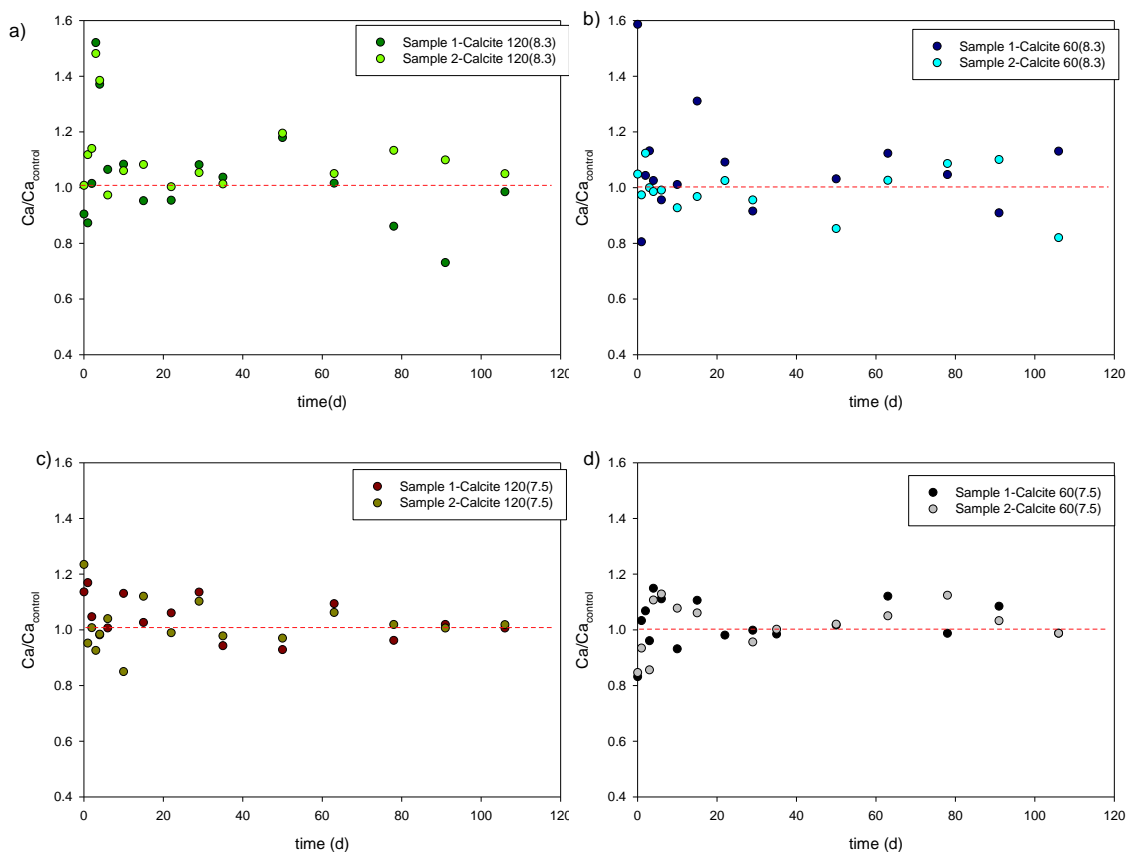 a)
1.6
1.4
1.2
1.0
0.8
0.6
0.4
Ca/Ca control
0 20 40 60 80 100 120
time(d)
Sample 1-Calcite 120(8.3)
Sample 2-Calcite 120(8.3)
b)
1.6
1.4
1.2
1.0
0.8
0.6
0.4
0 20 40 60 80 100 120
time (d)
Sample 1-Calcite 60(8.3)
Sample 2-Calcite 60(8.3)
c)
1.6
1.4
1.2
1.0
0.8
0.6
0.4
Ca/Ca control
0 20 40 60 80 100 120
time (d)
Sample 1-Calcite 120(7.5)
Sample 2-Calcite 120(7.5)
d)
1.6
1.4
1.2
1.0
0.8
0.6
0.4
0 20 40 60 80 100 120
time (d)
Sample 1-Calcite 60(7.5)
Sample 2-Calcite 60(7.5)